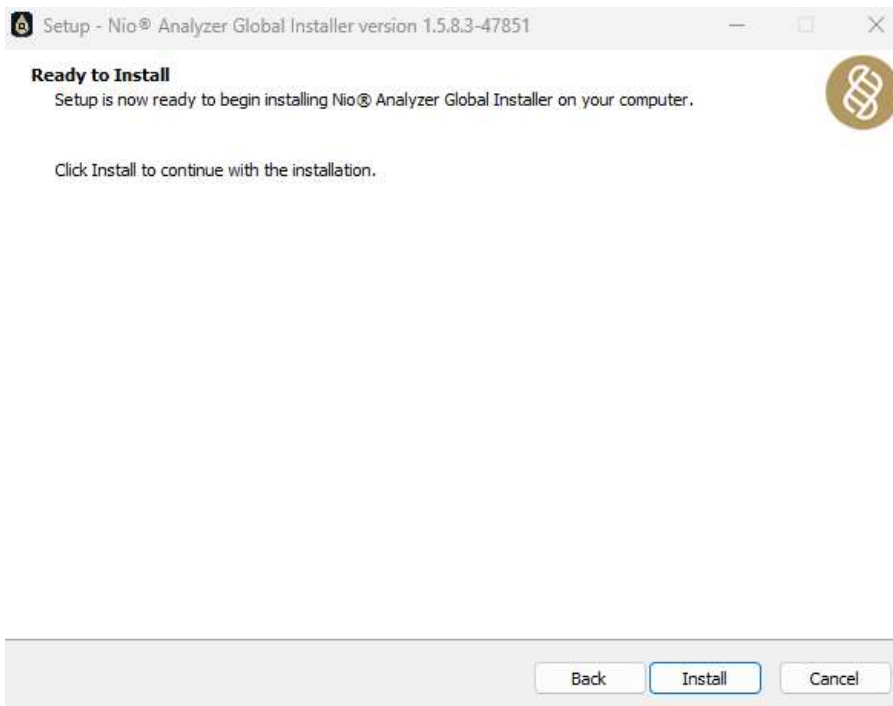 Setup - Nio® Analyzer Global Installer version 1.5.8.3-47851
Ready to Install
Setup is now ready to begin installing Nio® Analyzer Global Installer on your computer.
Click Install to continue with the installation.
Back Install Cancel